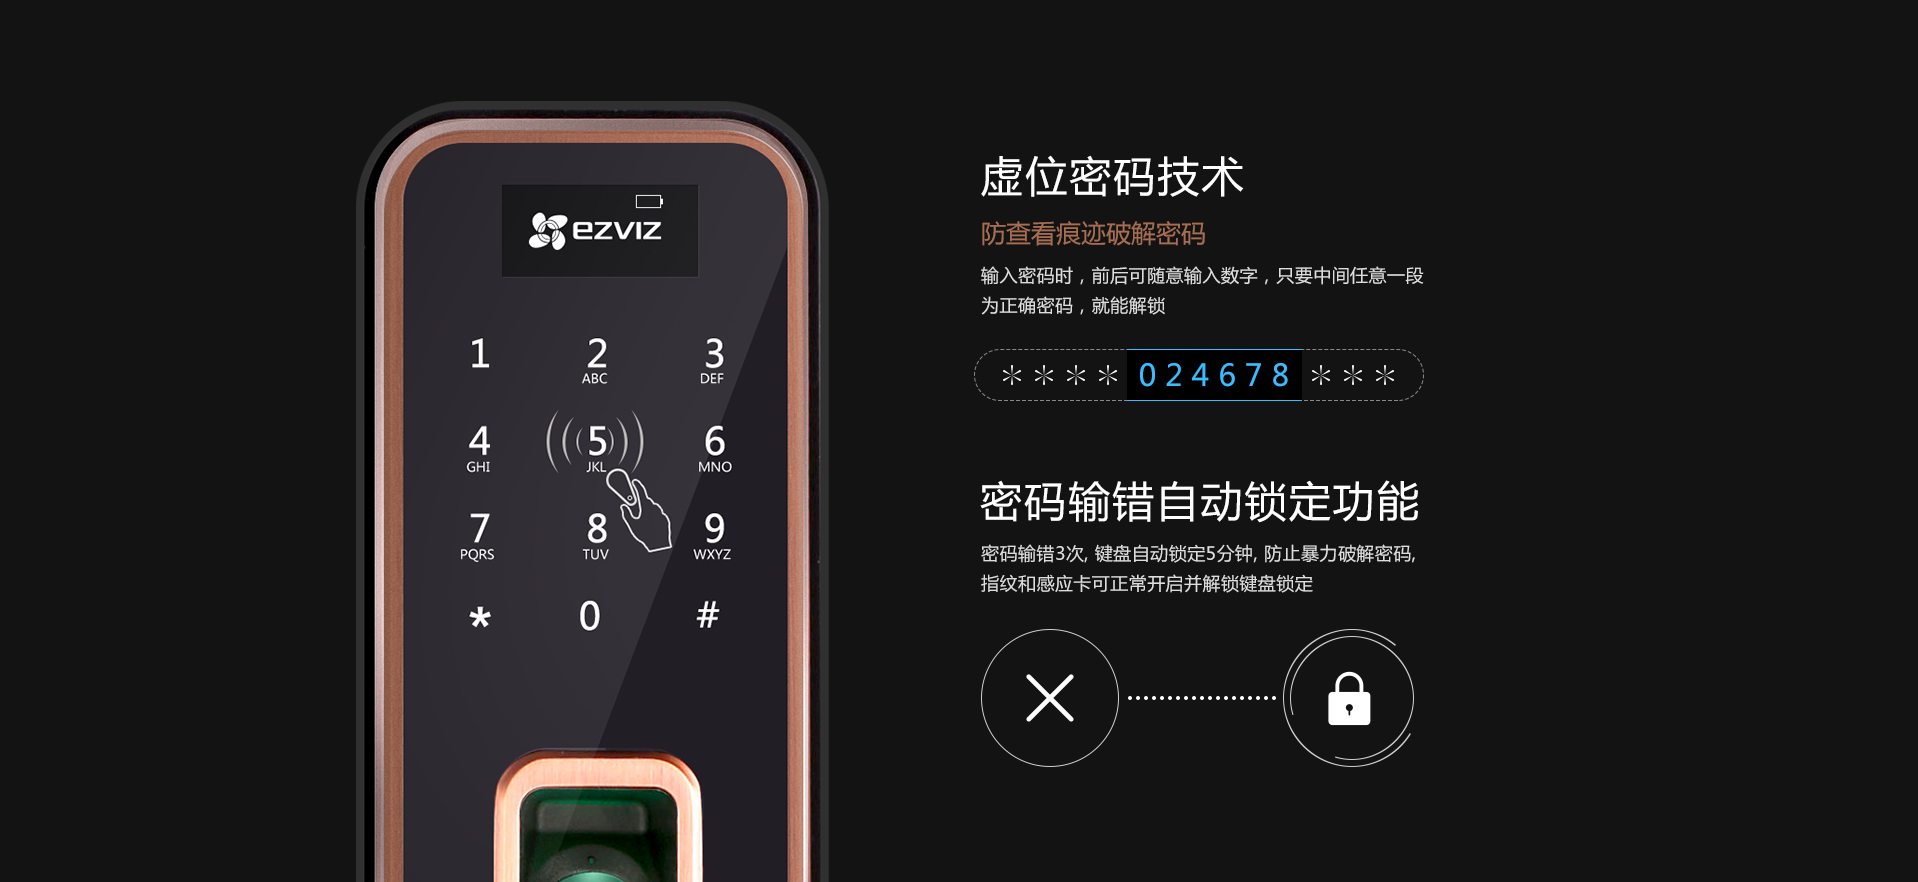 ezviz
1
2
3
ABC
DEF
4
5
6
GHI
JKL
MNO
7
8
9
PQRS
TUV
WXYZ
*
0
#
虚位密码技术
防查看痕迹破解密码
输入密码时，前后可随意输入数字，只要中间任意一段
为正确密码，就能解锁
＊＊＊＊024678＊＊＊
密码输错自动锁定功能
密码输错3次, 键盘自动锁定5分钟, 防止暴力破解密码,
指纹和感应卡可正常开启并解锁键盘锁定